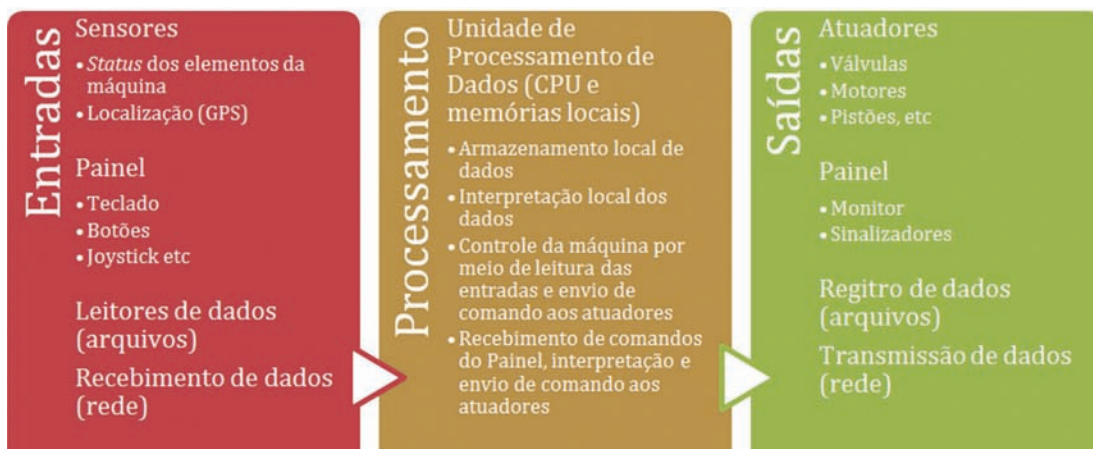 Entradas
Sensores
• Status dos elementos da
máquina
• Localização (GPS)
Painel
• Teclado
• Botões
• Joystick etc
Leitores de dados
(arquivos)
Recebimento de dados
(rede)
Processamento
Unidade de
Processamento de
Dados (CPU e
memórias locais)
• Armazenamento local de
dados
• Interpretação local dos
dados
• Controle da máquina por
meio de leitura das
entradas e envio de
comando aos atuadores
• Recebimento de comandos
do Painel, interpretação e
envio de comando aos
atuadores
Saídas
Atuadores
• Válvulas
• Motores
• Pistões, etc
Painel
• Monitor
• Sinalizadores
Regitro de dados
(arquivos)
Transmissão de dados
(rede)